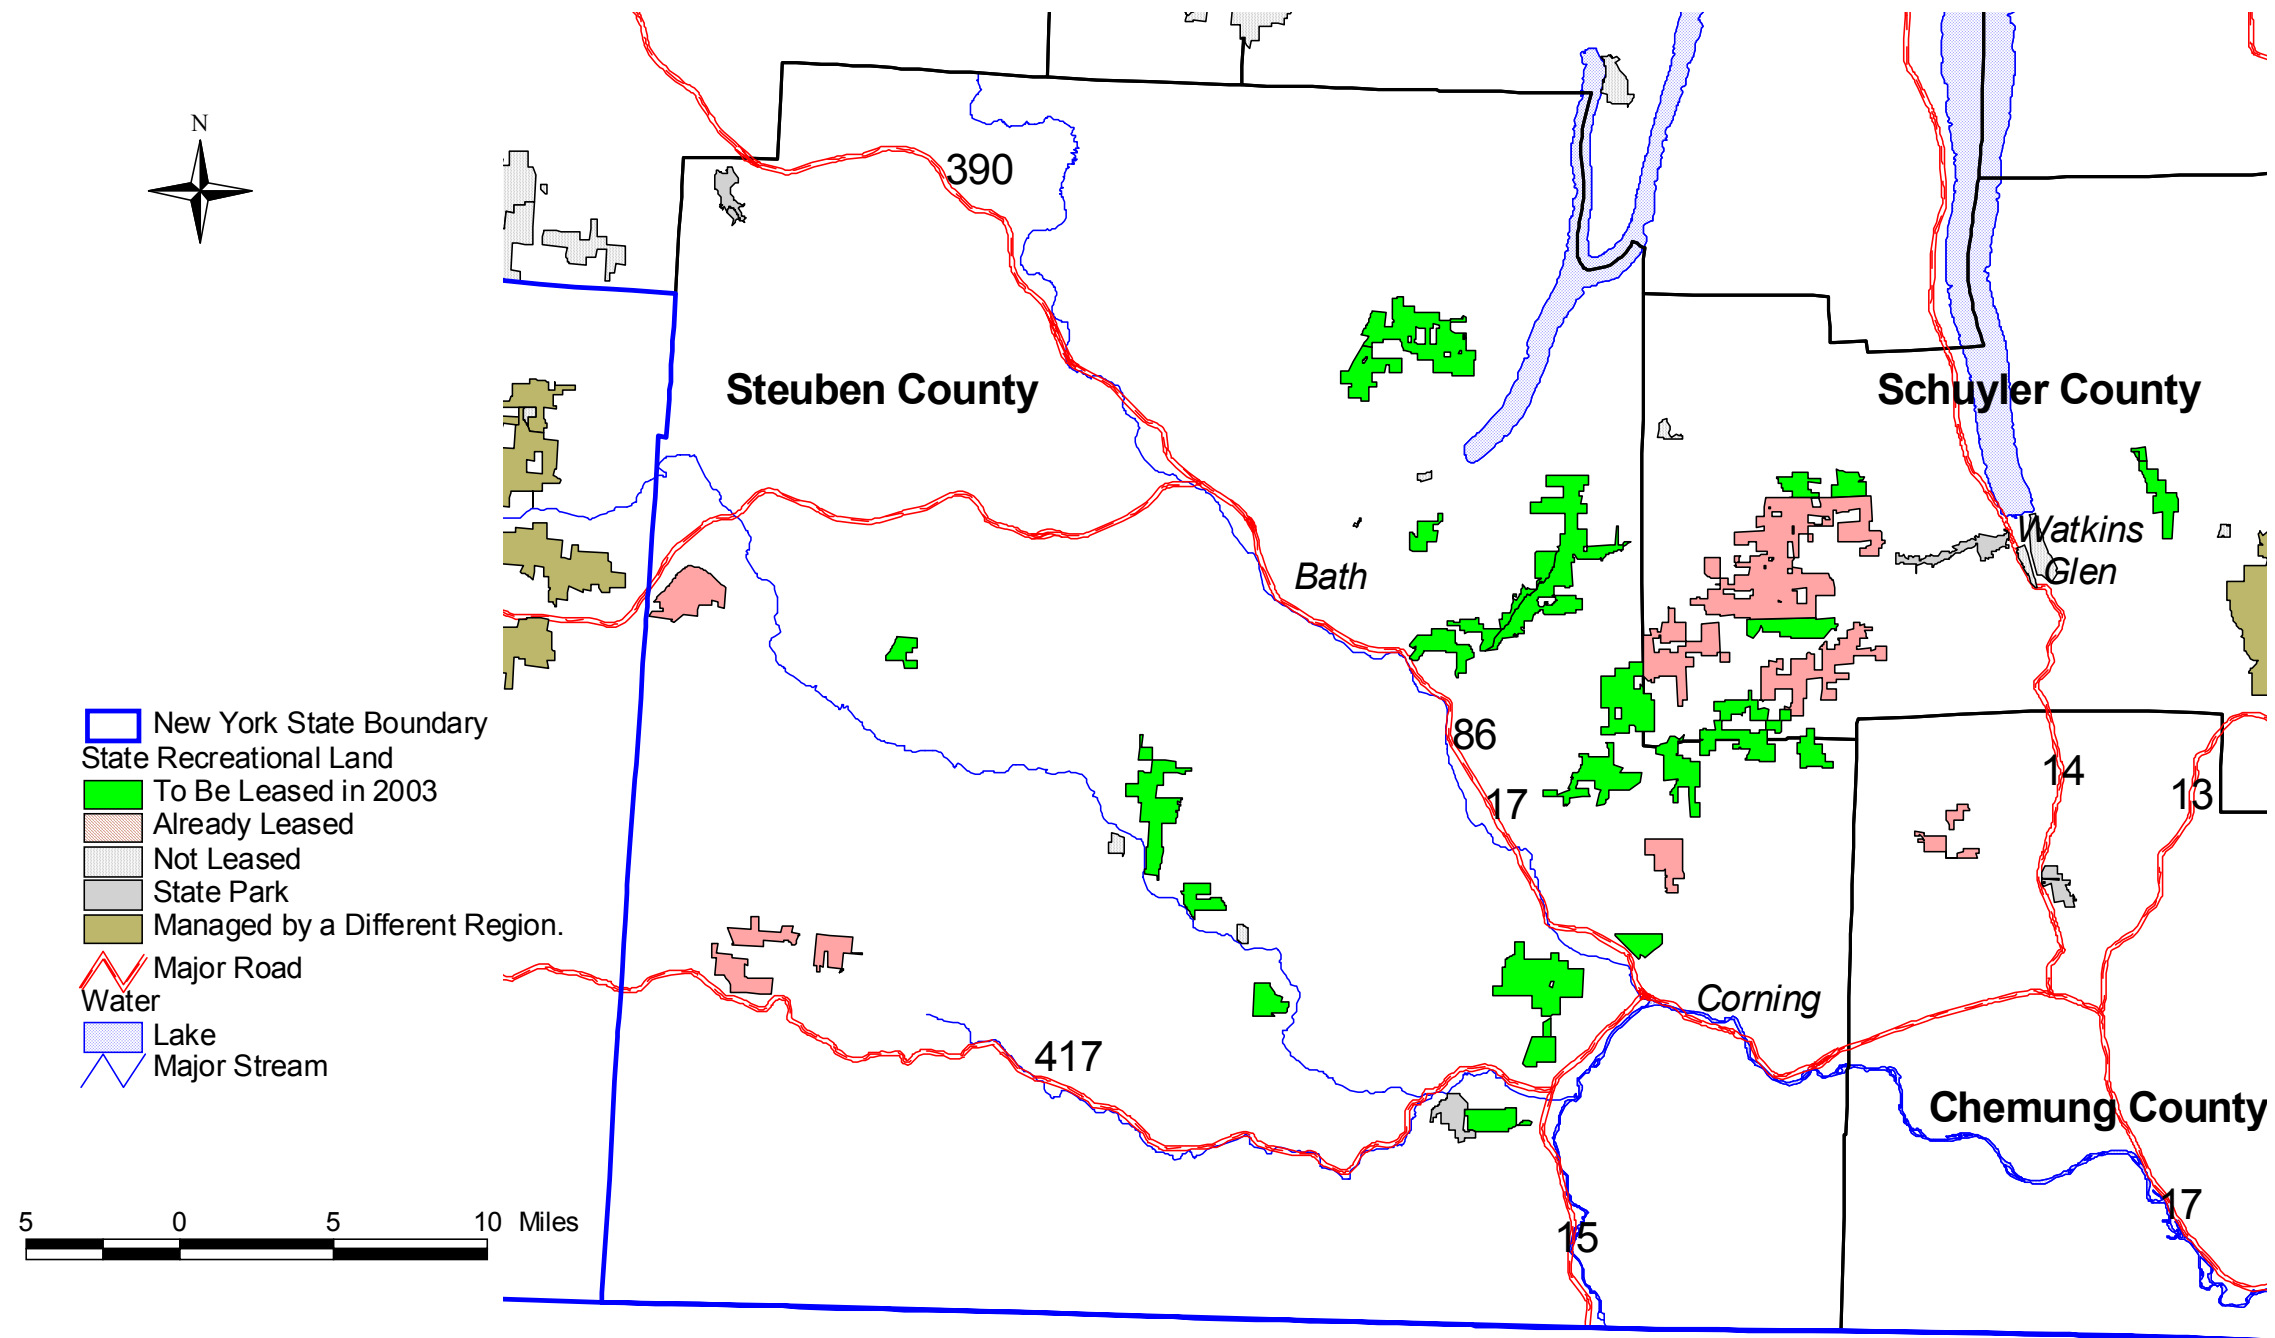 N
390
Steuben County
Schuyler County
Watkins
Glen
Bath
New York State Boundary
State Recreational Land
To Be Leased in 2003
Already Leased
Not Leased
State Park
Managed by a Different Region.
Major Road
Water
Lake
Major Stream
86
17
14
13
Corning
417
Chemung County
15
17
5 0 5 10 Miles